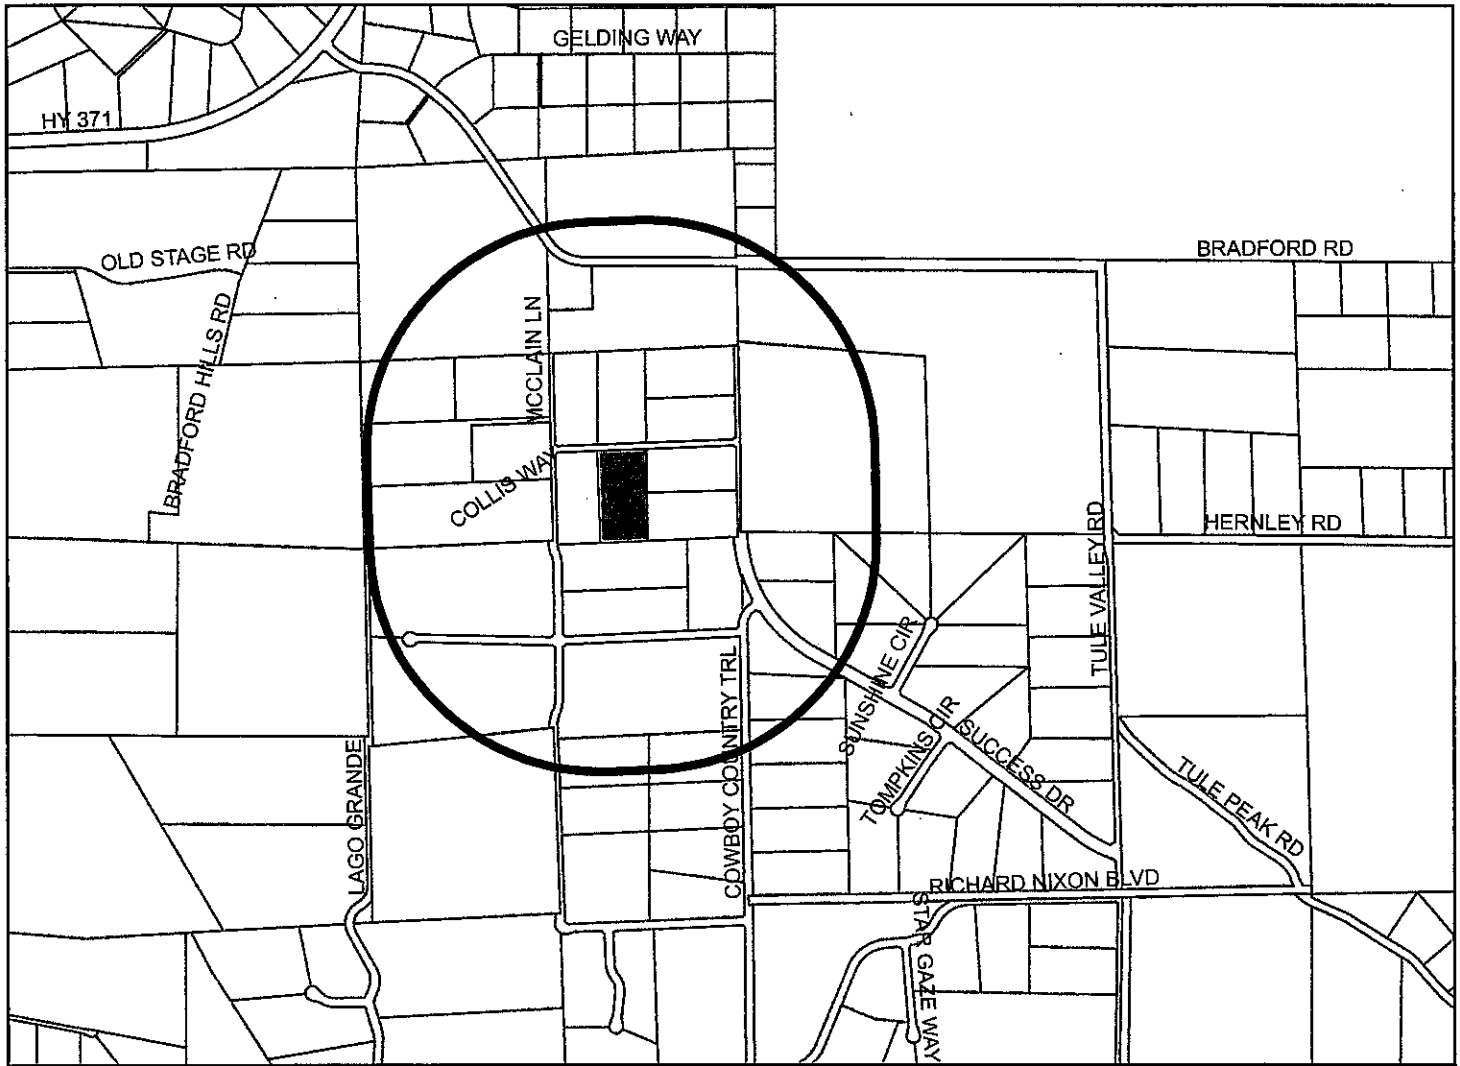 GELDING WAY
HY 371
OLD STAGE RD
BRADFORD RD
BRADFORD HILLS RD
MCCLAIN LN
COLLIS WAY
HERNLEY RD
TULE VALLEY RD
SUNSHINE CIR
COWBOY COUNTRY TRL
TOMPKINS CIR
SUCCESS DR
LAGO GRANDE
TULE PEAK RD
RICHARD NIXON BLVD
STAR GAZE WAY